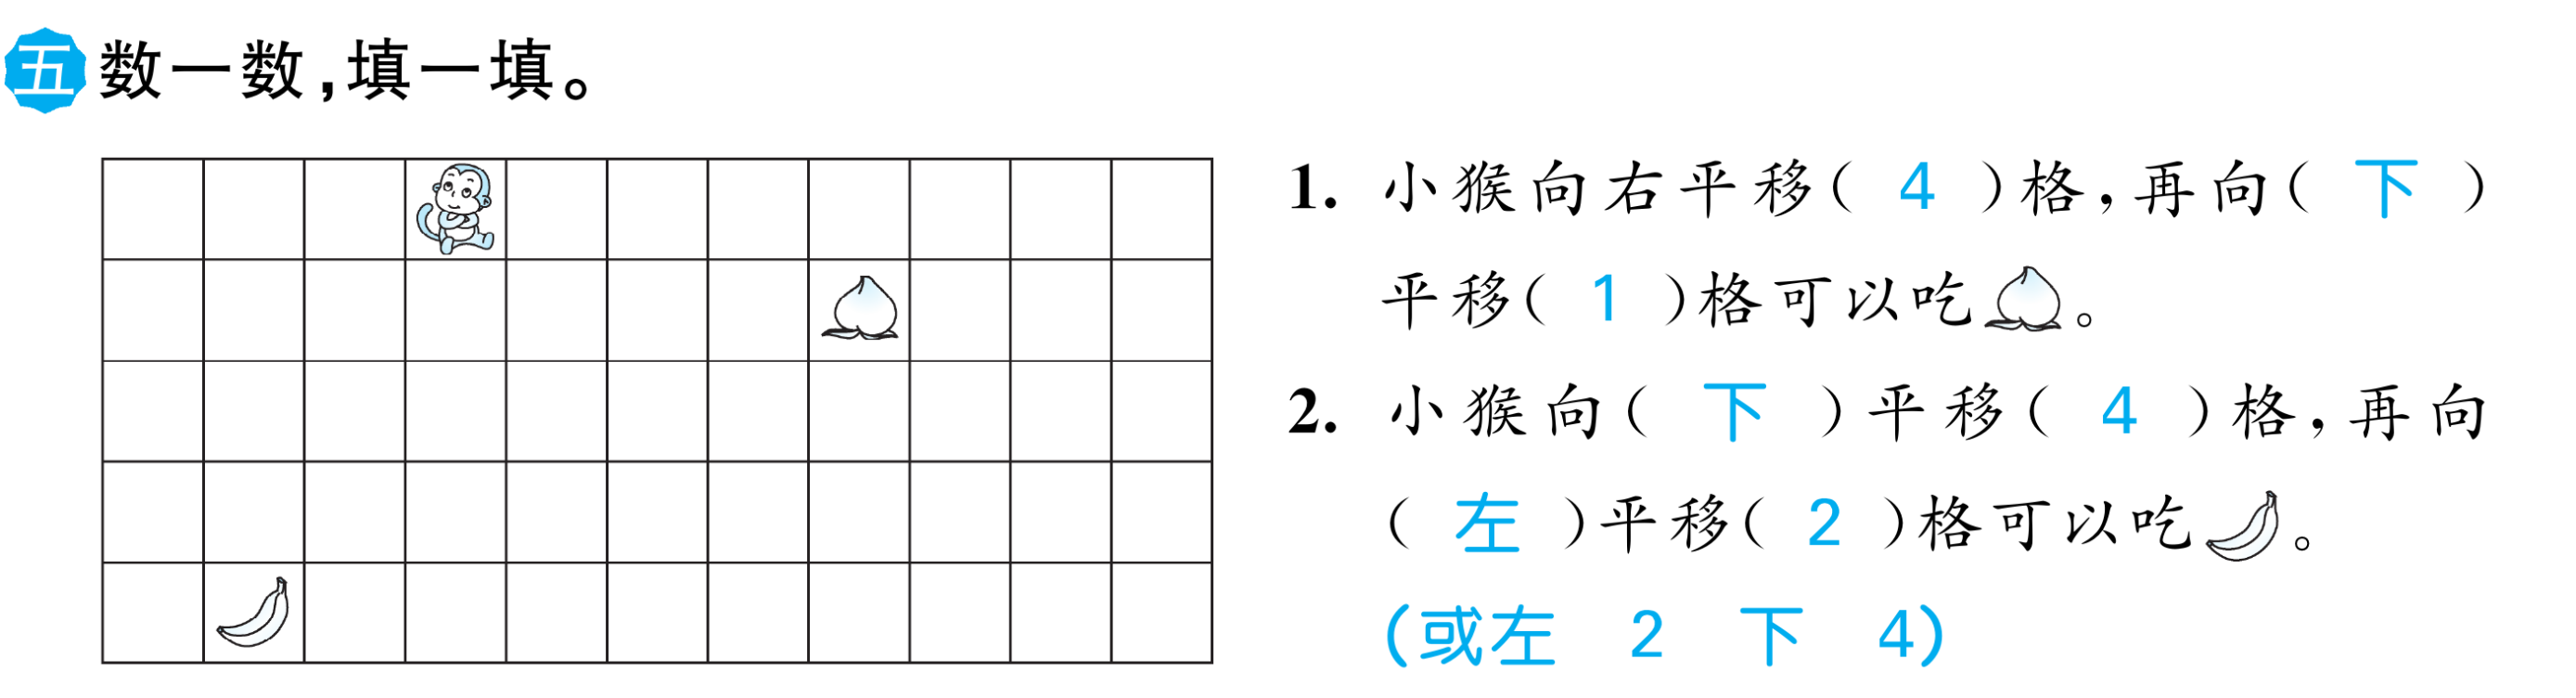 五 数一数,填一填。
1. 小猴向右平移( 4 )格,再向( 下 )
平移( 1 )格可以吃。
2. 小猴向( 下 )平移( 4 )格,再向
( 左 )平移( 2 )格可以吃。
(或左 2 下 4)